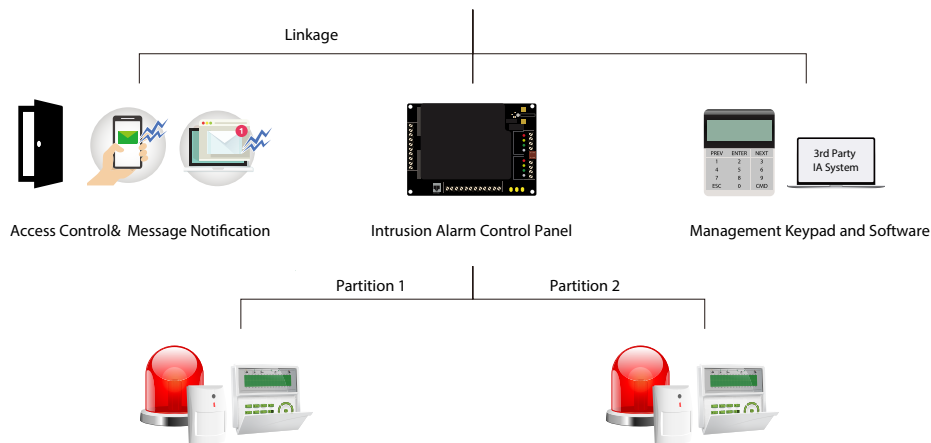 Linkage
1
PREV ENTER NEXT
1 2 3
4 5 6
7 8 9
ESC 0 CMD
3rd Party
IA System
Access Control& Message Notification
Intrusion Alarm Control Panel
Management Keypad and Software
Partition 1
Partition 2